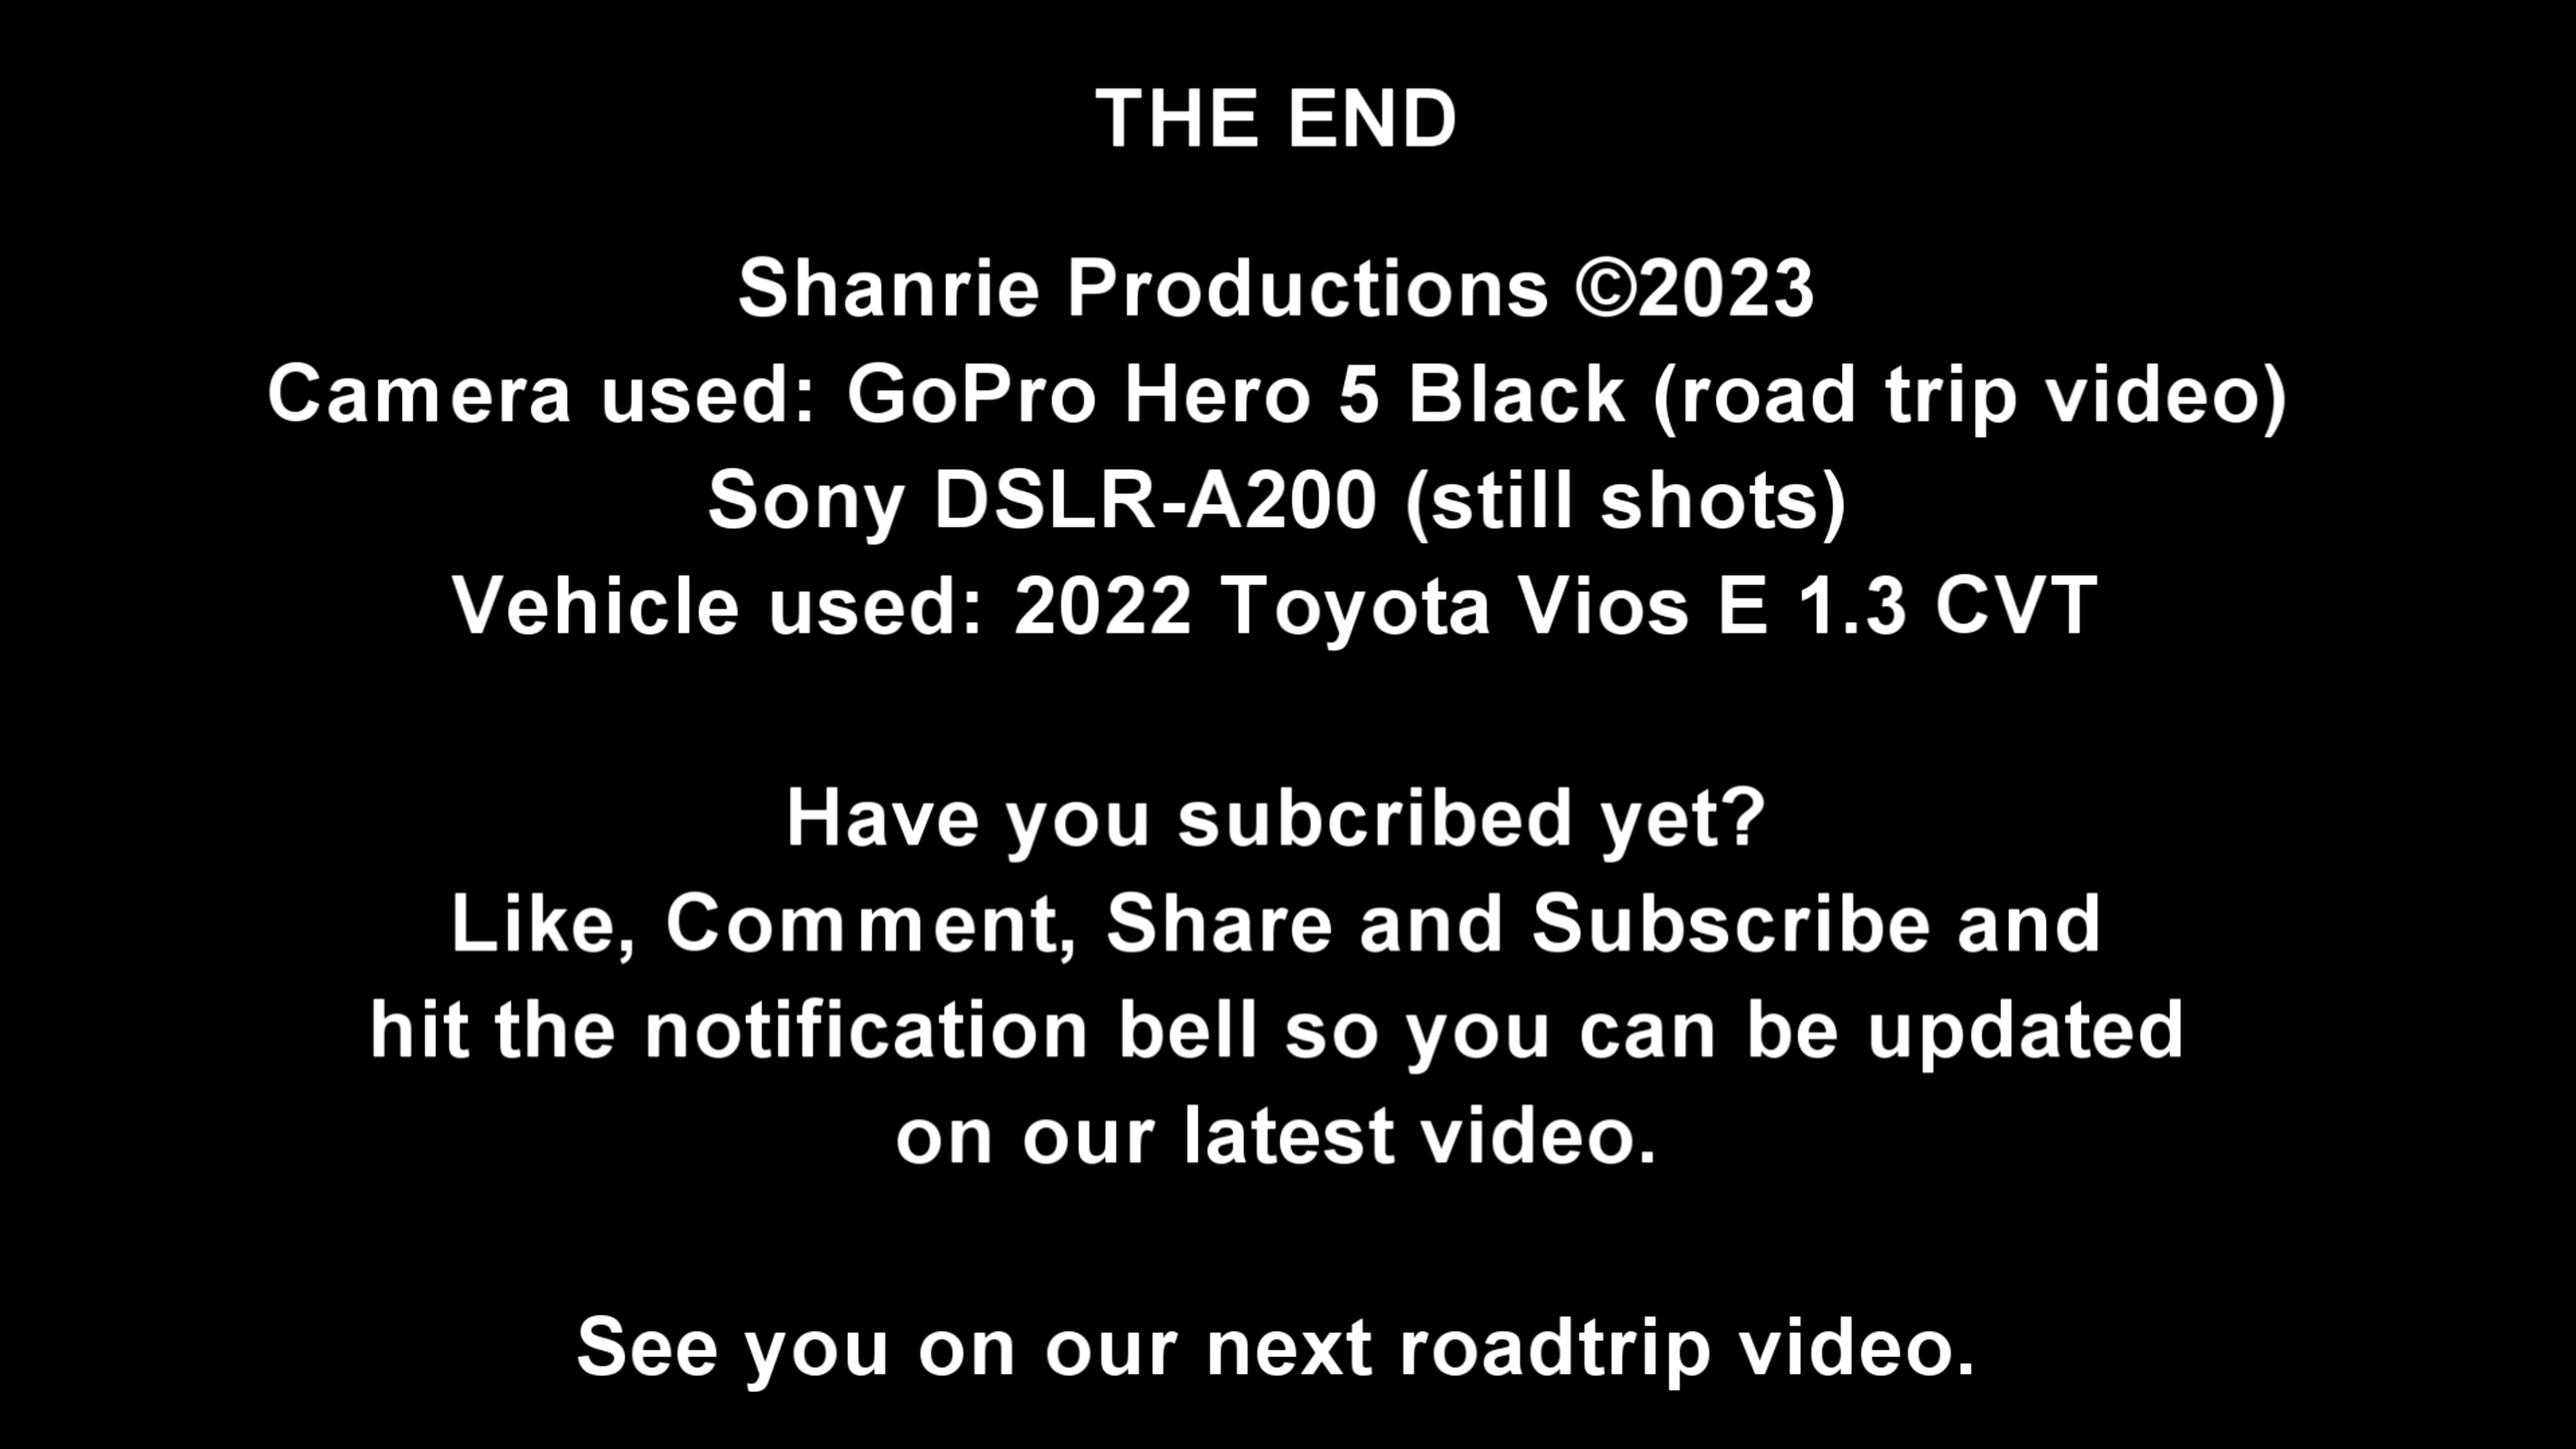 THE END
Shanrie Productions ©2023
Camera used: GoPro Hero 5 Black (road trip video)
Sony DSLR-A200 (still shots)
Vehicle used: 2022 Toyota Vios E 1.3 CVT
Have you subcribed yet?
Like, Comment, Share and Subscribe and
hit the notification bell so you can be updated
on our latest video.
See you on our next roadtrip video.